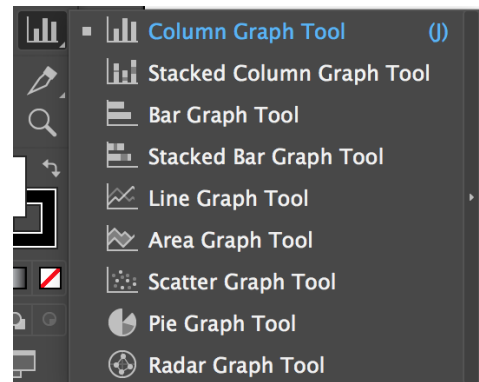 Column Graph Tool (J)
Stacked Column Graph Tool
Bar Graph Tool
Stacked Bar Graph Tool
Line Graph Tool
Area Graph Tool
Scatter Graph Tool
Pie Graph Tool
Radar Graph Tool